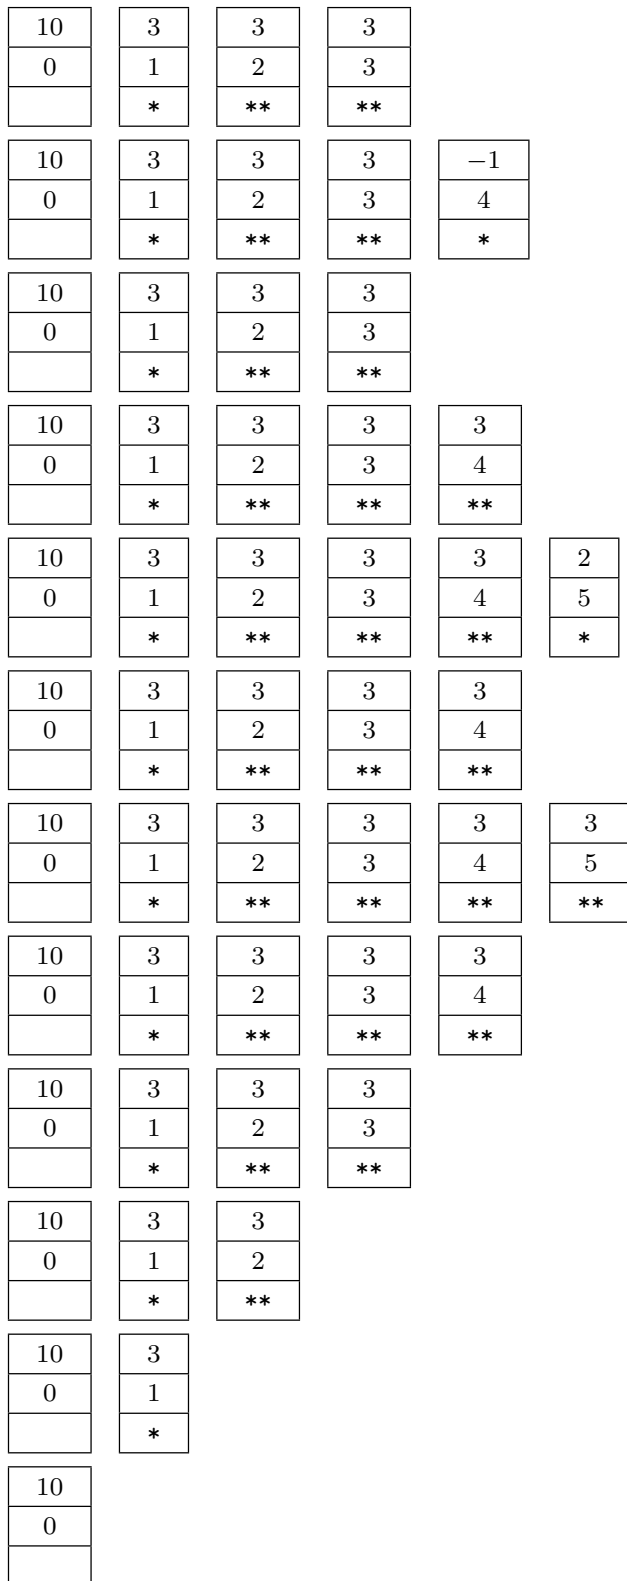 10 3 3 3
0 1 2 3
* ** **
10 3 3 3 −1
0 1 2 3 4
* ** ** *
10 3 3 3
0 1 2 3
* ** **
10 3 3 3 3
0 1 2 3 4
* ** ** **
10 3 3 3 3 2
0 1 2 3 4 5
* ** ** ** *
10 3 3 3 3
0 1 2 3 4
* ** ** **
10 3 3 3 3 3
0 1 2 3 4 5
* ** ** ** **
10 3 3 3 3
0 1 2 3 4
* ** ** **
10 3 3 3
0 1 2 3
* ** **
10 3 3
0 1 2
* **
10 3
0 1
*
10
0